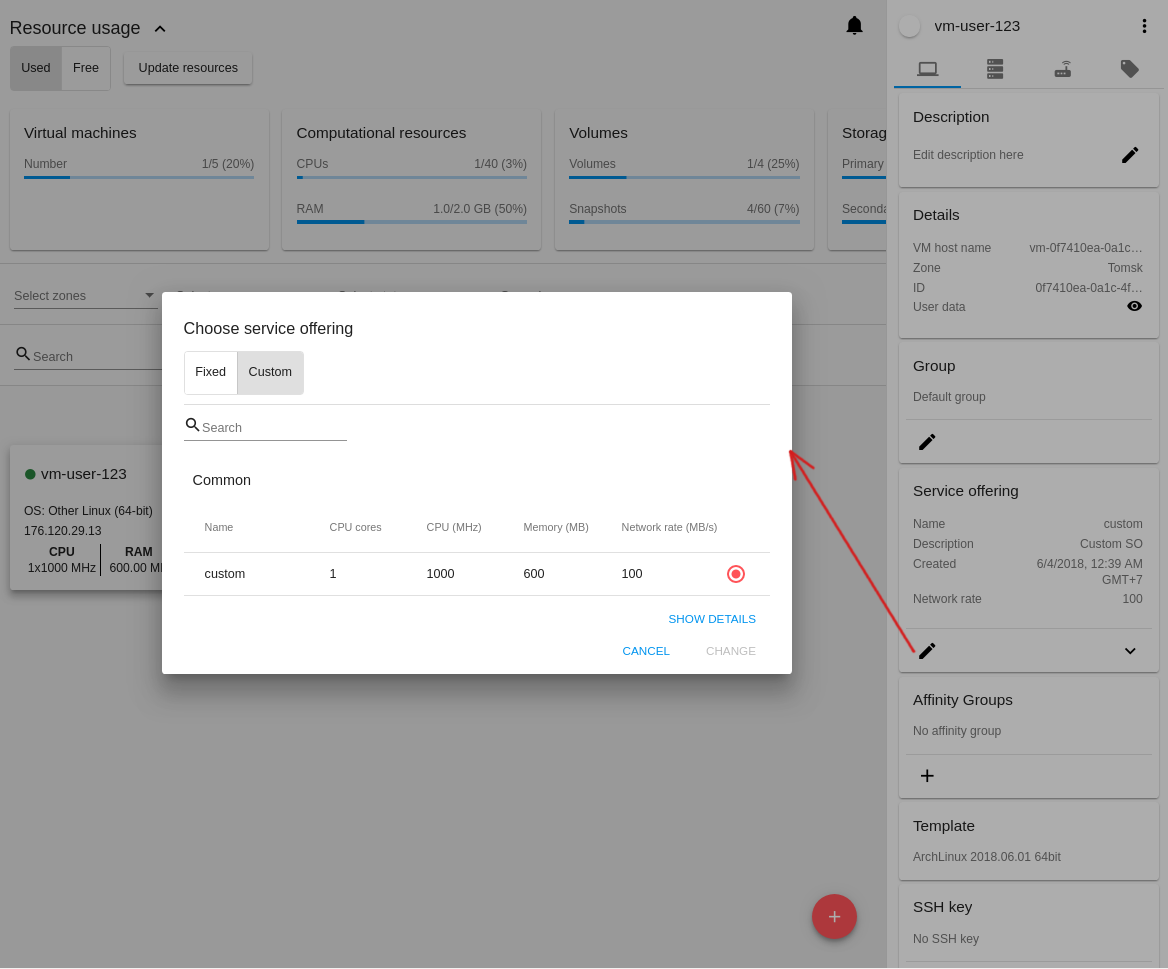 Resource usage
Used Free Update resources
Virtual machines
Number 1/5 (20%)
Computational resources
CPUs 1/40 (3%)
RAM 1.0/2.0 GB (50%)
Volumes
Volumes 1/4 (25%)
Snapshots 4/60 (7%)
Storag
Primary
Seconda
Select zones
Search
vm-user-123
OS: Other Linux (64-bit)
176.120.29.13
CPU RAM
1x1000 MHz 600.00 M
Choose service offering
Fixed Custom
Search
Common
Name CPU cores CPU (MHz) Memory (MB) Network rate (MB/s)
custom 1 1000 600 100
SHOW DETAILS
CANCEL CHANGE
vm-user-123
Description
Edit description here
Details
VM host name vm-0f7410ea-0a1c…
Zone Tomsk
ID 0f7410ea-0a1c-4f…
User data
Group
Default group
Service offering
Name custom
Description Custom SO
Created 6/4/2018, 12:39 AM
GMT+7
Network rate 100
Affinity Groups
No affinity group
Template
ArchLinux 2018.06.01 64bit
SSH key
No SSH key